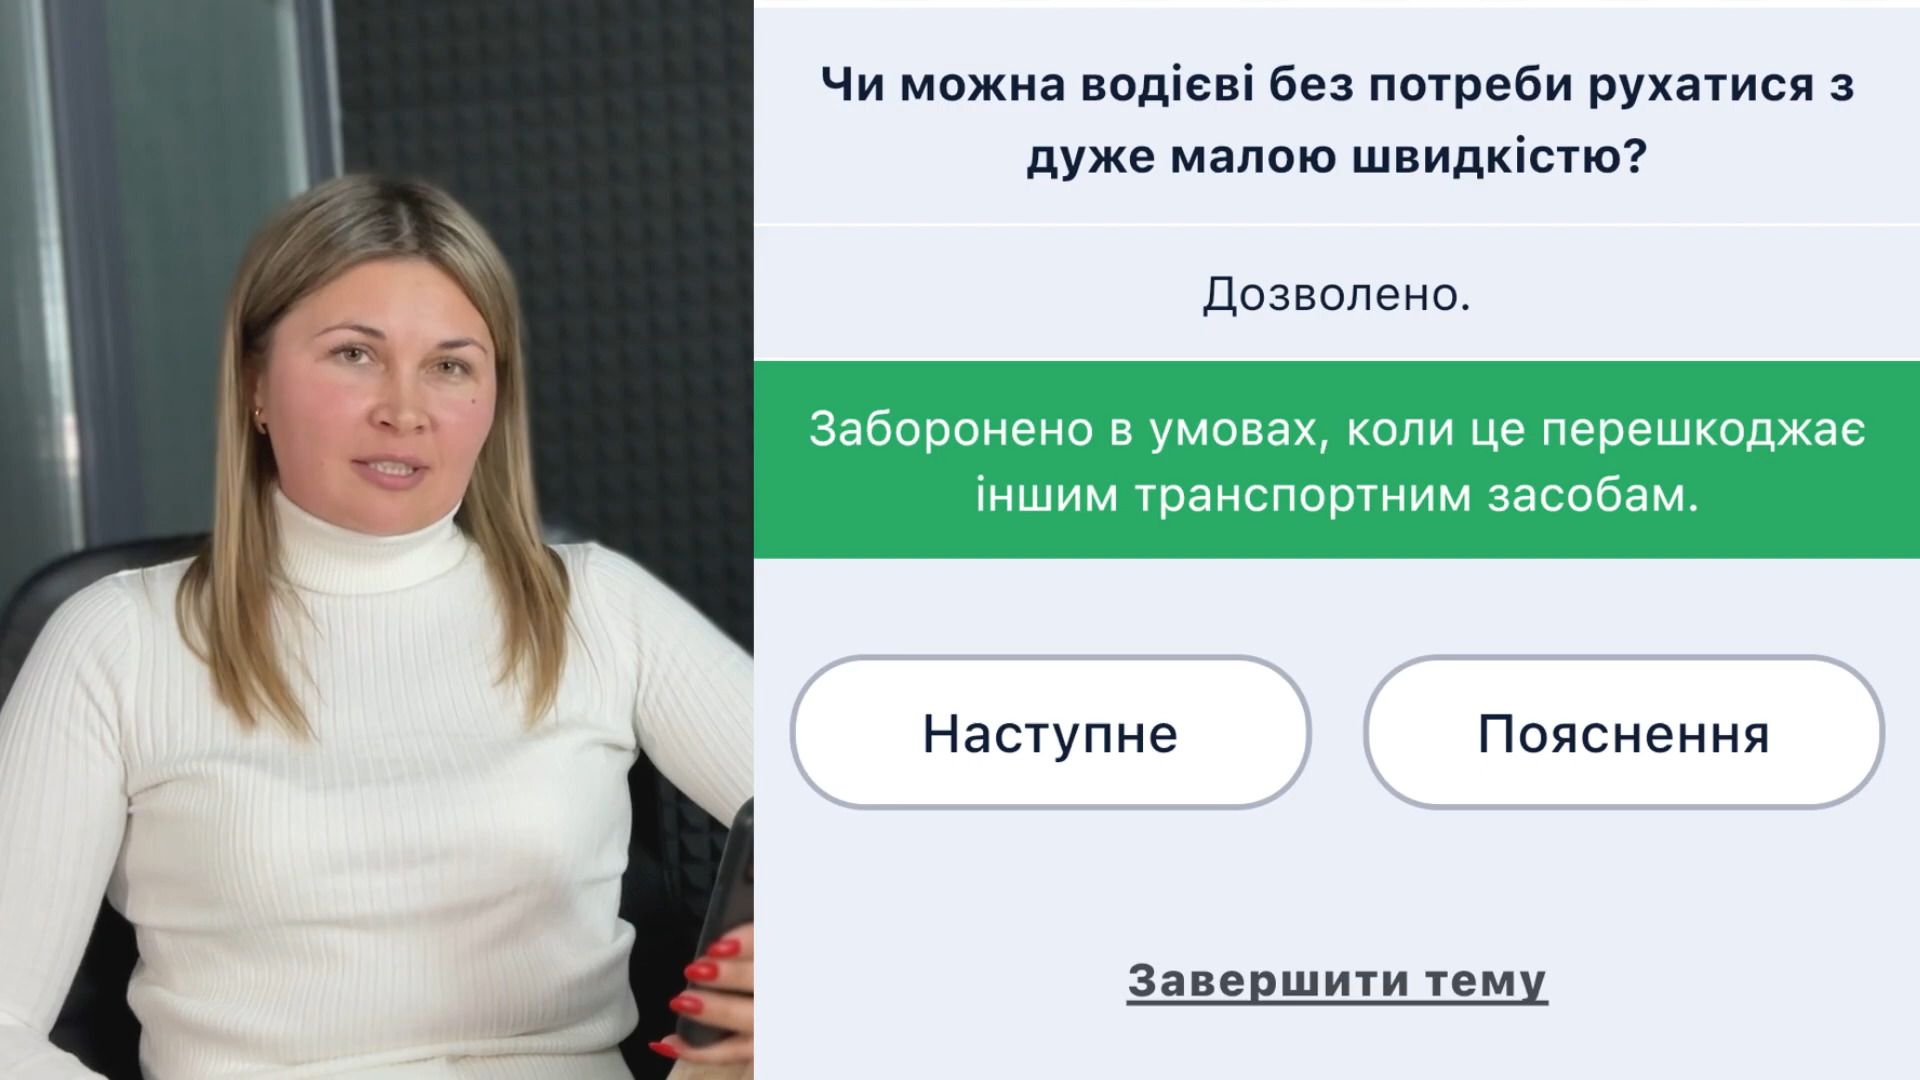 Чи можна водієві без потреби рухатися з
дуже малою швидкістю?
Дозволено.
Заборонено в умовах, коли це перешкоджає
іншим транспортним засобам.
Наступне
Пояснення
Завершити тему